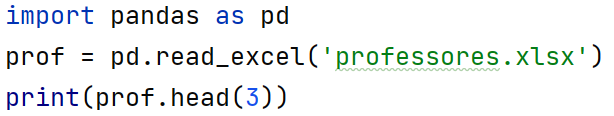 import pandas as pd
prof = pd.read_excel('professores.xlsx')
print(prof.head(3))